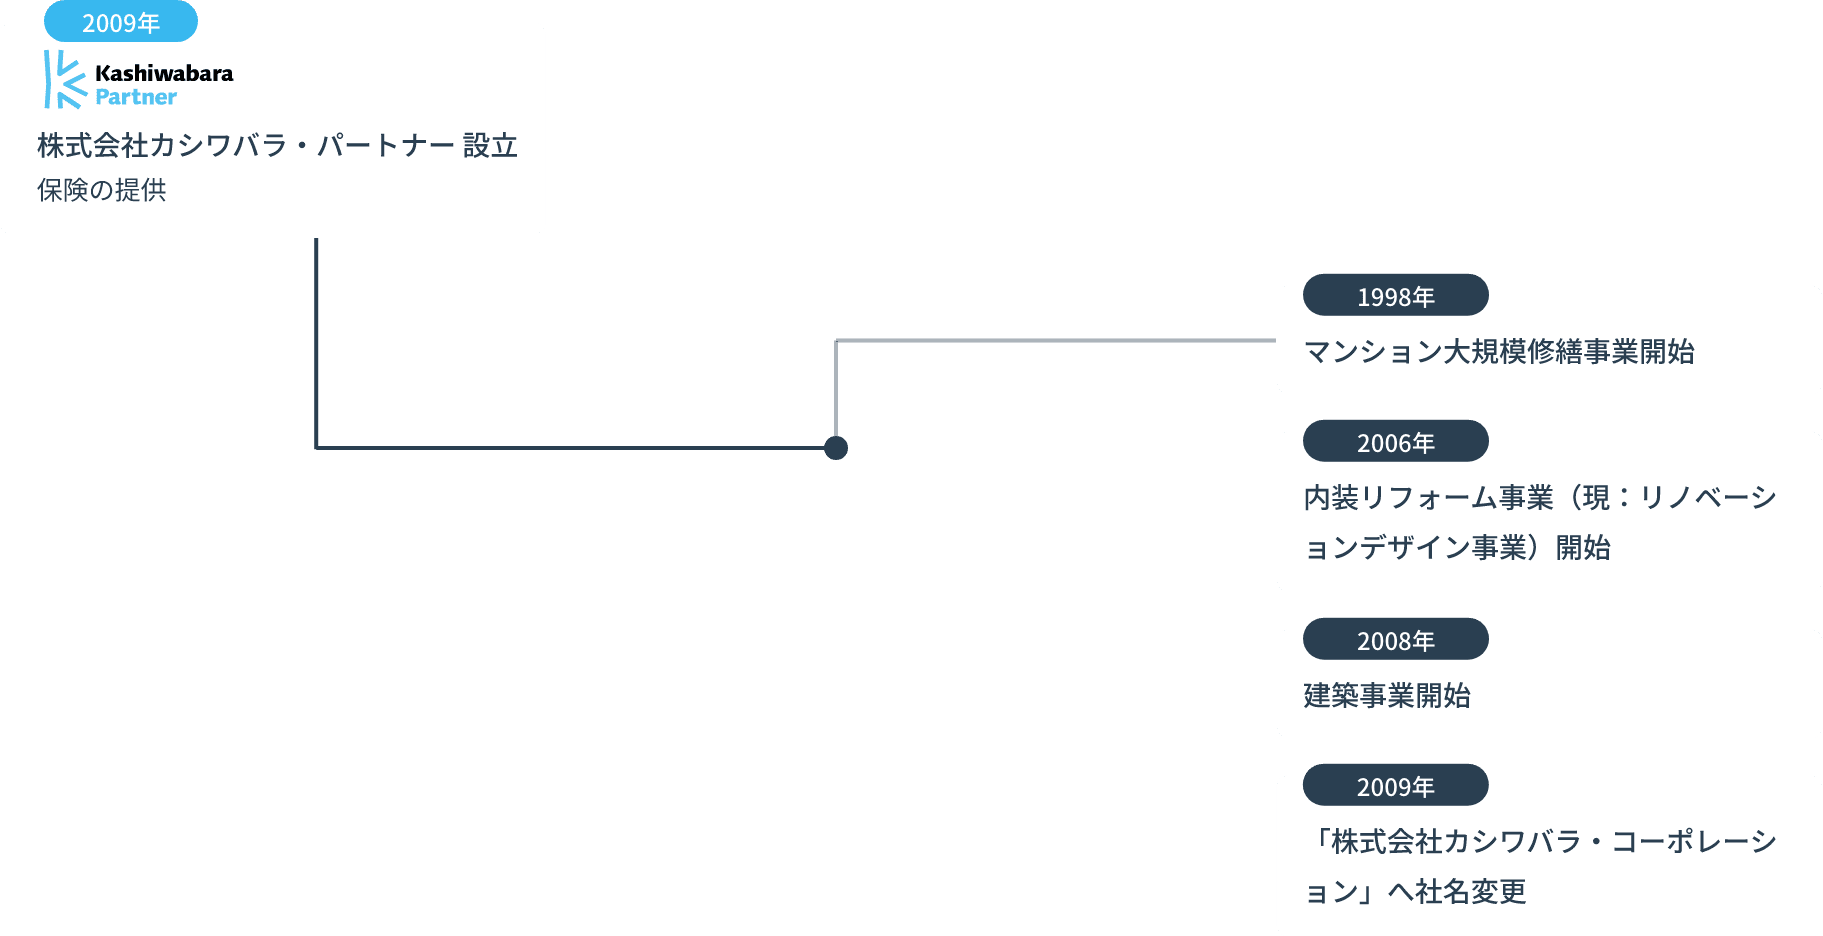 2009年
Kashiwabara
Partner
株式会社カシワバラ・パートナー 設立
保険の提供
1998年
マンション大規模修繕事業開始
2006年
内装リフォーム事業（現：リノベーシ
ョンデザイン事業）開始
2008年
建築事業開始
2009年
「株式会社カシワバラ・コーポレーシ
ョン」へ社名変更